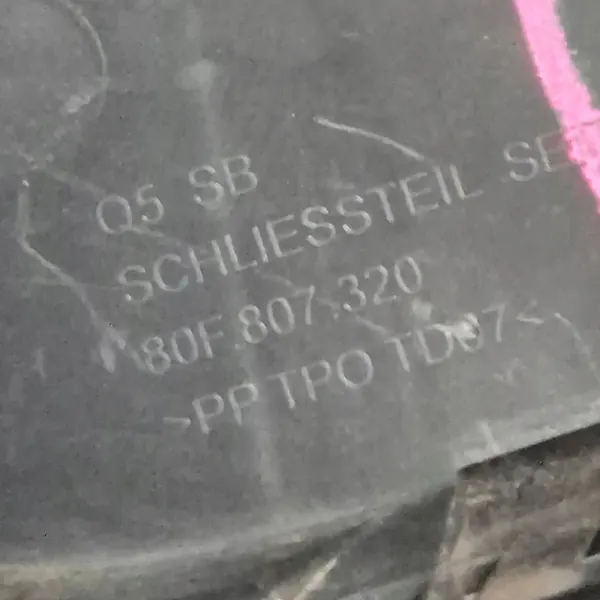 Q5 SB
SCHLIESSTEIL
80F.807.320
>PP TPO TD07<